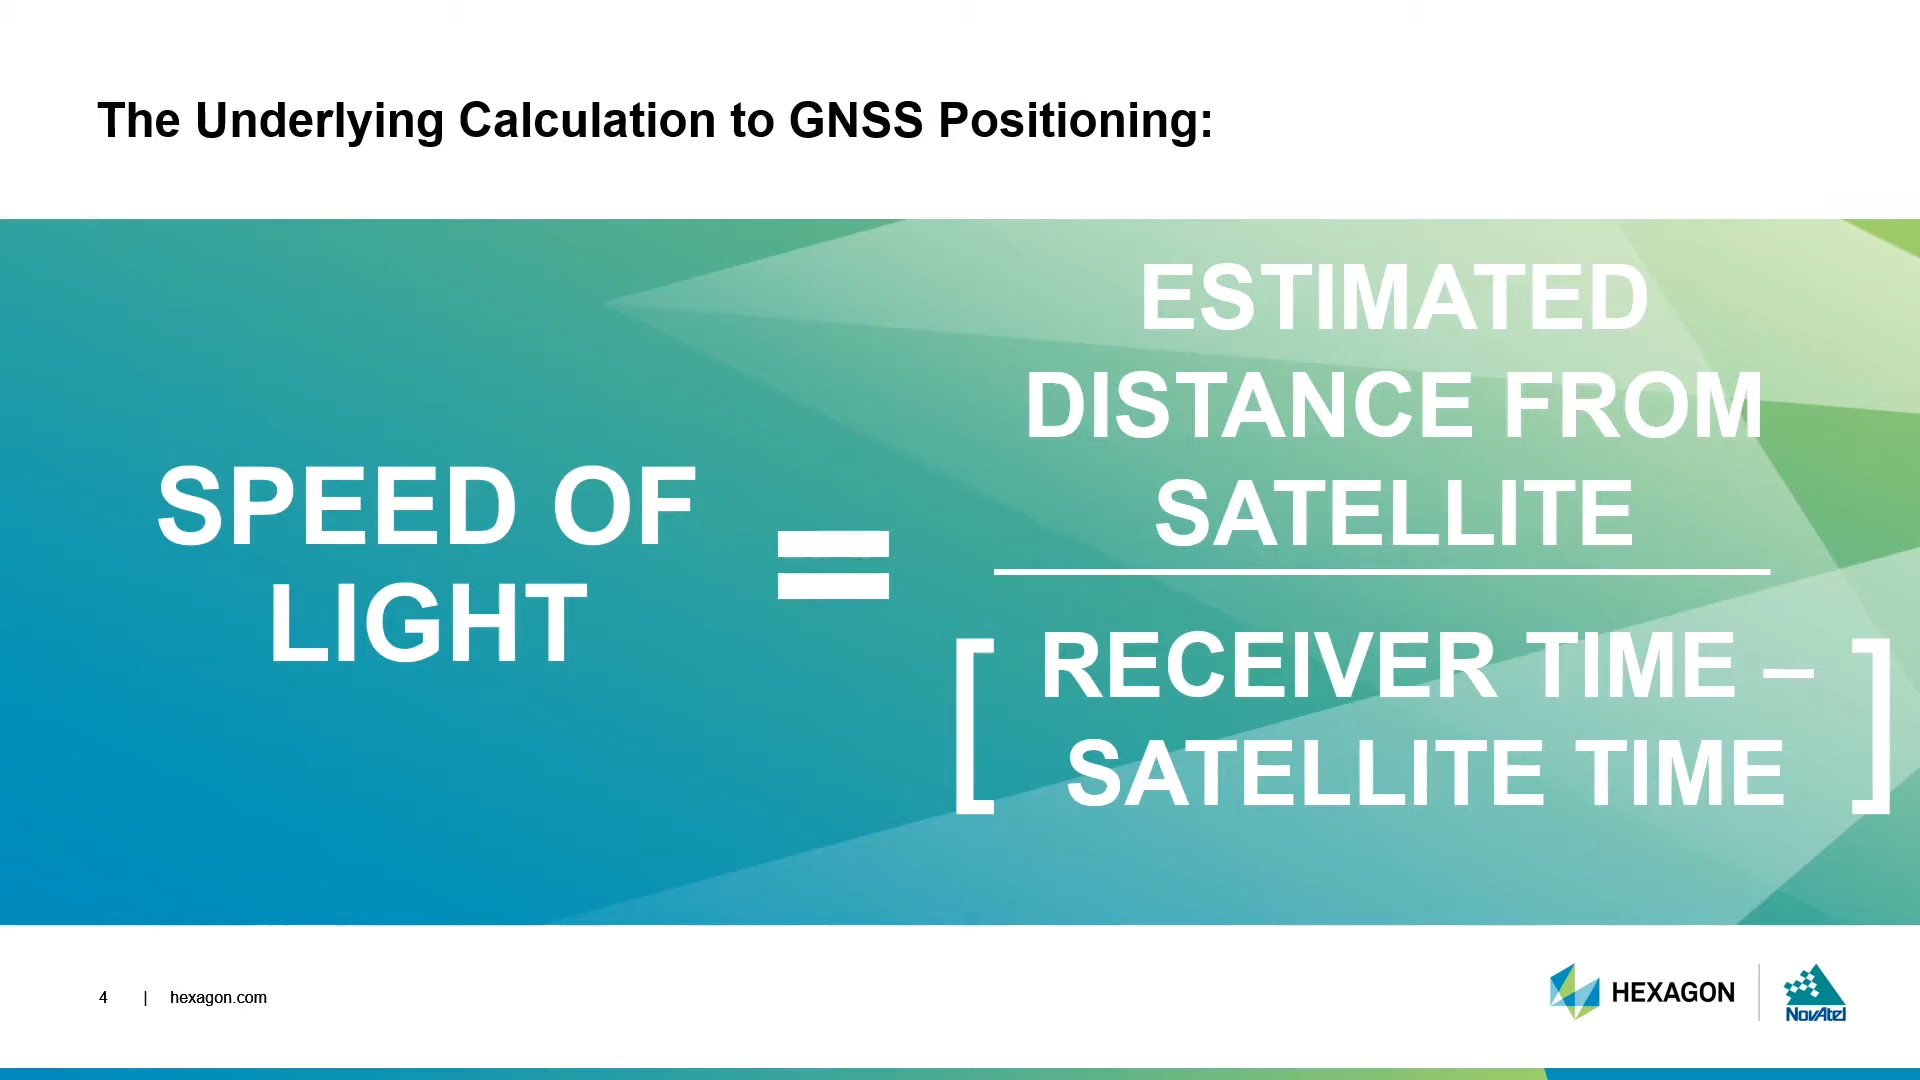 The Underlying Calculation to GNSS Positioning:
SPEED OF
LIGHT
=
ESTIMATED
DISTANCE FROM
SATELLITE
[ RECEIVER TIME –
SATELLITE TIME ]
4 | hexagon.com
HEXAGON
NovAtel